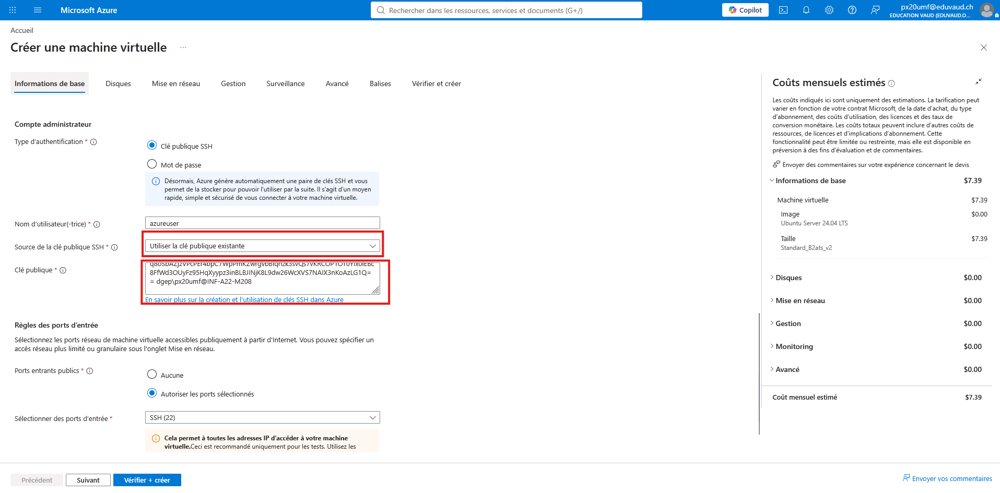 Microsoft Azure
Rechercher dans les ressources, services et documents (G+/)
Copilot
px20umf@eduvaud.ch
EDUCATION VAUD (EDUVAUD.O...
Accueil
Créer une machine virtuelle ...
Informations de base
Disques
Mise en réseau
Gestion
Surveillance
Avancé
Balises
Vérifier et créer
Compte administrateur
Type d'authentification *
Clé publique SSH
Mot de passe
Désormais, Azure génère automatiquement une paire de clés SSH et vous
permet de la stocker pour pouvoir l'utiliser par la suite. Il s'agit d'un moyen
rapide, simple et sécurisé de vous connecter à votre machine virtuelle.
Nom d'utilisateur(-trice) *
azureuser
Source de la clé publique SSH *
Utiliser la clé publique existante
Clé publique *
= dgep\px20umf@INF-A22-M208
En savoir plus sur la création et l'utilisation de clés SSH dans Azure
Règles des ports d'entrée
Sélectionnez les ports réseau de machine virtuelle accessibles publiquement à partir d'Internet. Vous pouvez spécifier un
accès réseau plus limité ou granulaire sous l'onglet Mise en réseau.
Ports entrants publics *
Aucune
Autoriser les ports sélectionnés
Sélectionner des ports d'entrée *
SSH (22)
Cela permet à toutes les adresses IP d'accéder à votre machine
virtuelle.Ceci est recommandé uniquement pour les tests. Utilisez les
Précédent
Suivant
Vérifier + créer
Coûts mensuels estimés
Les coûts indiqués ici sont uniquement des estimations. La tarification peut
varier en fonction de votre contrat Microsoft, de la date d'achat, du type
d'abonnement, des coûts d'utilisation, des licences et des taux de
conversion monétaire. Les coûts totaux peuvent inclure d'autres coûts de
ressources, de licences et d'implications d'abonnement. Cette
fonctionnalité peut être limitée ou restreinte, mais elle est disponible en
préversion à des fins d'évaluation et de commentaires.
Envoyer des commentaires sur votre expérience concernant le devis
Informations de base $7.39
Machine virtuelle $7.39
Image $0.00
Ubuntu Server 24.04 LTS
Taille $7.39
Standard_B2ats_v2
Disques $0.00
Mise en réseau $0.00
Gestion $0.00
Monitoring $0.00
Avancé $0.00
Coût mensuel estimé $7.39
Envoyer vos commentaires